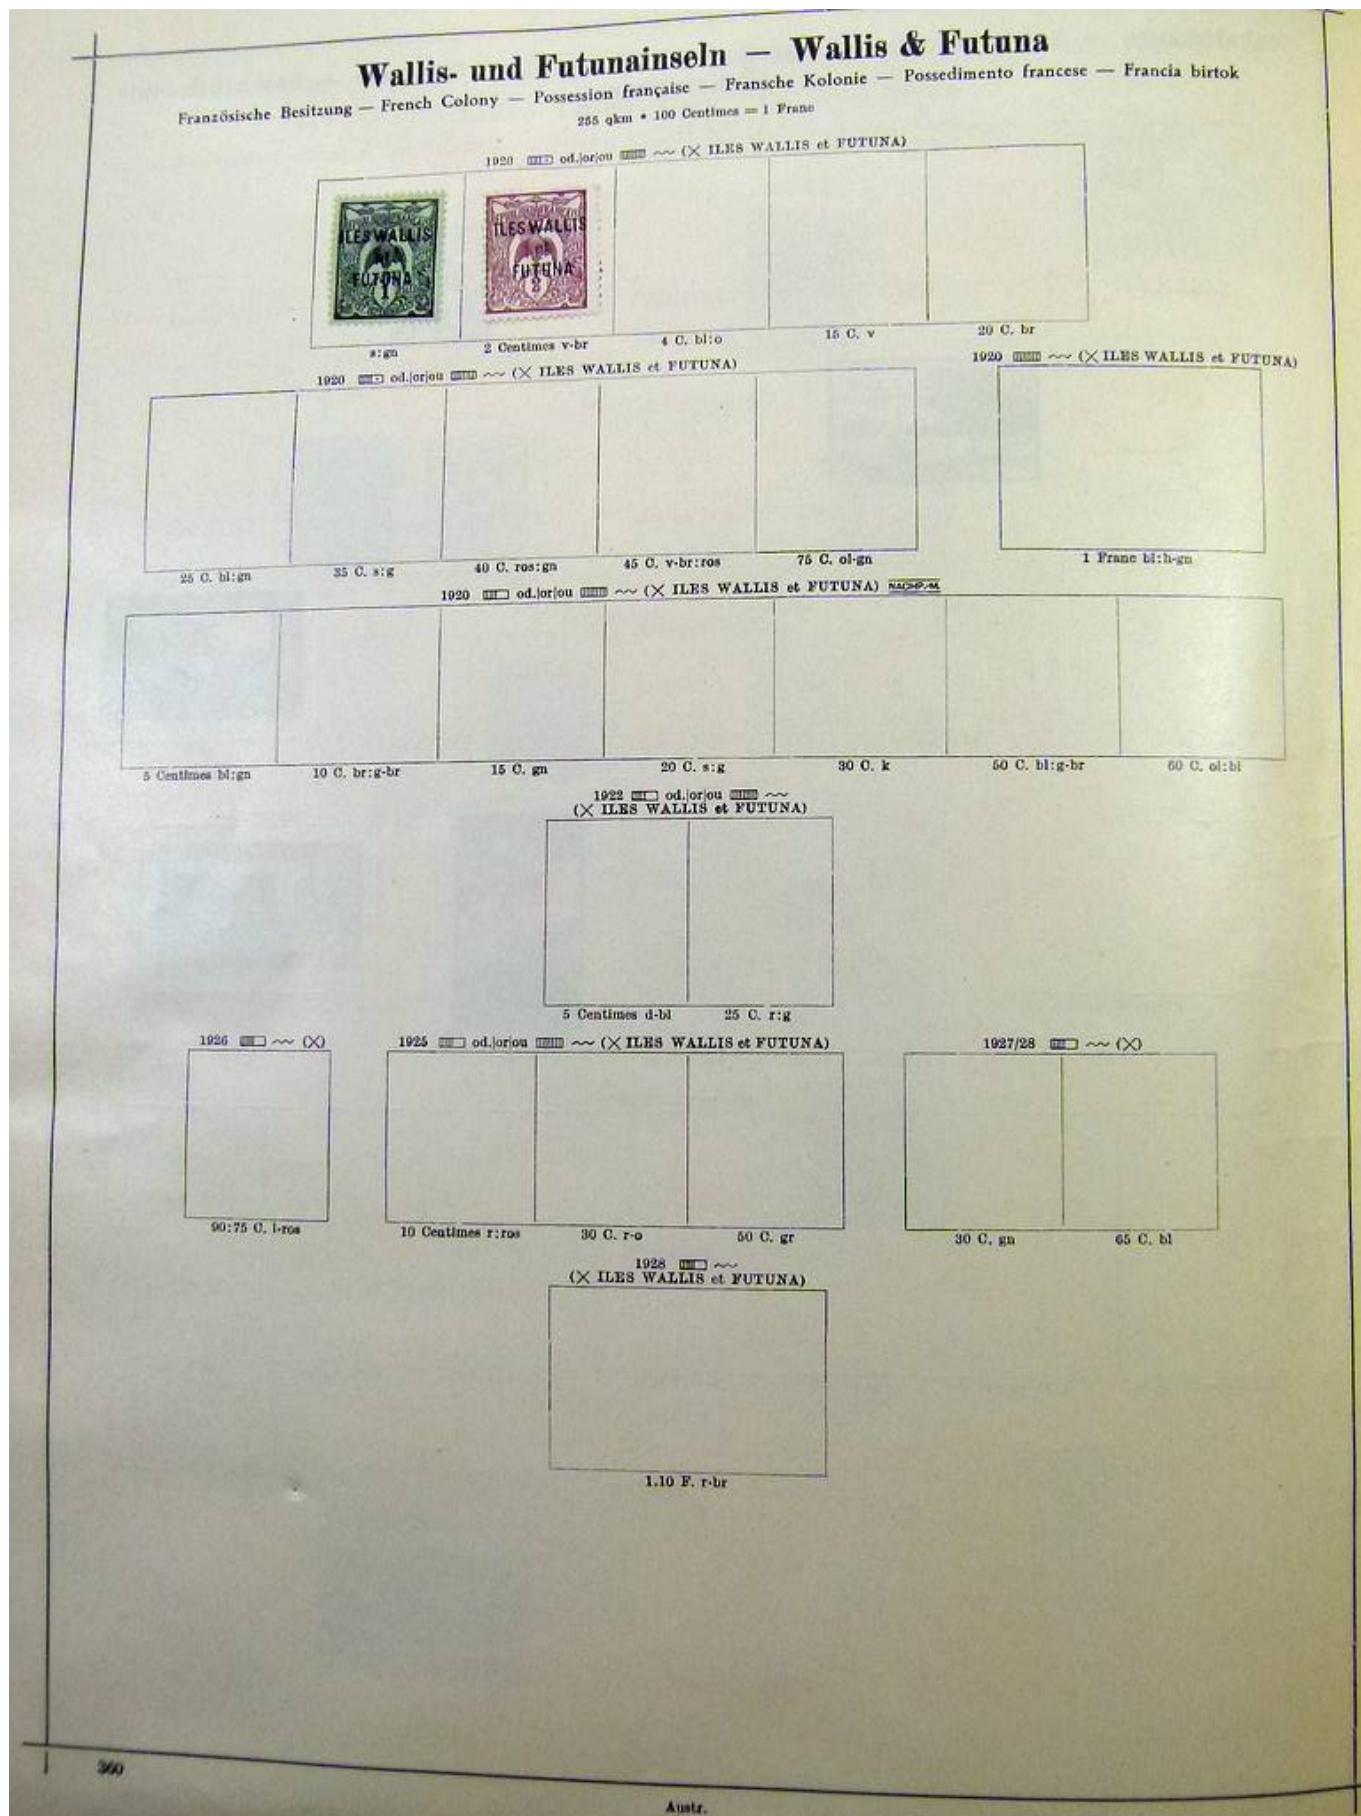 Wallis- und Futunainseln — Wallis & Futuna
Französische Besitzung — French Colony — Possession française — Fransche Kolonie — Possedimento francese — Francia birtok
255 qkm * 100 Centimes = 1 Franc
1920 od.|or|ou (X ILES WALLIS et FUTUNA)
ILES WALLIS
et
FUTUNA
1
ILES WALLIS
et
FUTUNA
2
s:gn
2 Centimes v-br
4 C. bl:o
15 C. v
20 C. br
1920 od.|or|ou (X ILES WALLIS et FUTUNA)
1920 (X ILES WALLIS et FUTUNA)
25 C. bl:gn
35 C. s:g
40 C. ros:gn
45 C. v-br:ros
75 C. ol-gn
1 Franc bl:h-gn
1920 od.|or|ou (X ILES WALLIS et FUTUNA)
5 Centimes bl:gn
10 C. br:g-br
15 C. gn
20 C. s:g
30 C. k
50 C. bl:g-br
60 C. ol:bl
1922 od.|or|ou
(X ILES WALLIS et FUTUNA)
5 Centimes d-bl
25 C. r:g
1926 (X)
1925 od.|or|ou (X ILES WALLIS et FUTUNA)
1927/28 (X)
90:75 C. l-ros
10 Centimes r:ros
30 C. r-o
50 C. gr
30 C. gn
65 C. bl
1928
(X ILES WALLIS et FUTUNA)
1.10 F. r-br
360
Austr.